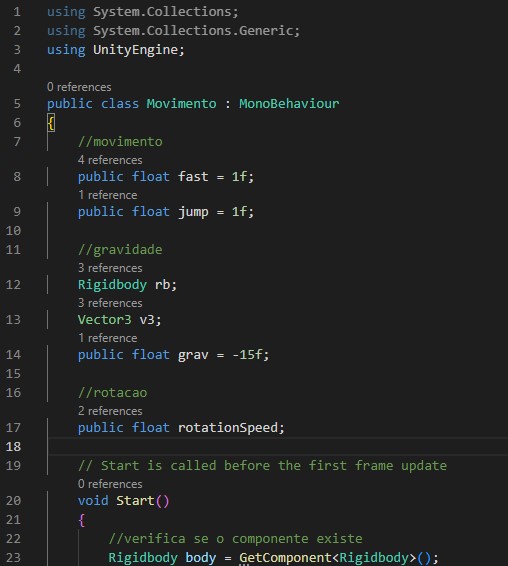 1 using System.Collections;
2 using System.Collections.Generic;
3 using UnityEngine;
4
0 references
5 public class Movimento : MonoBehaviour
6 {
7 //movimento
4 references
8 public float fast = 1f;
1 reference
9 public float jump = 1f;
10
11 //gravidade
3 references
12 Rigidbody rb;
3 references
13 Vector3 v3;
1 reference
14 public float grav = -15f;
15
16 //rotacao
2 references
17 public float rotationSpeed;
18
19 // Start is called before the first frame update
0 references
20 void Start()
21 {
22 //verifica se o componente existe
23 Rigidbody body = GetComponent<Rigidbody>();